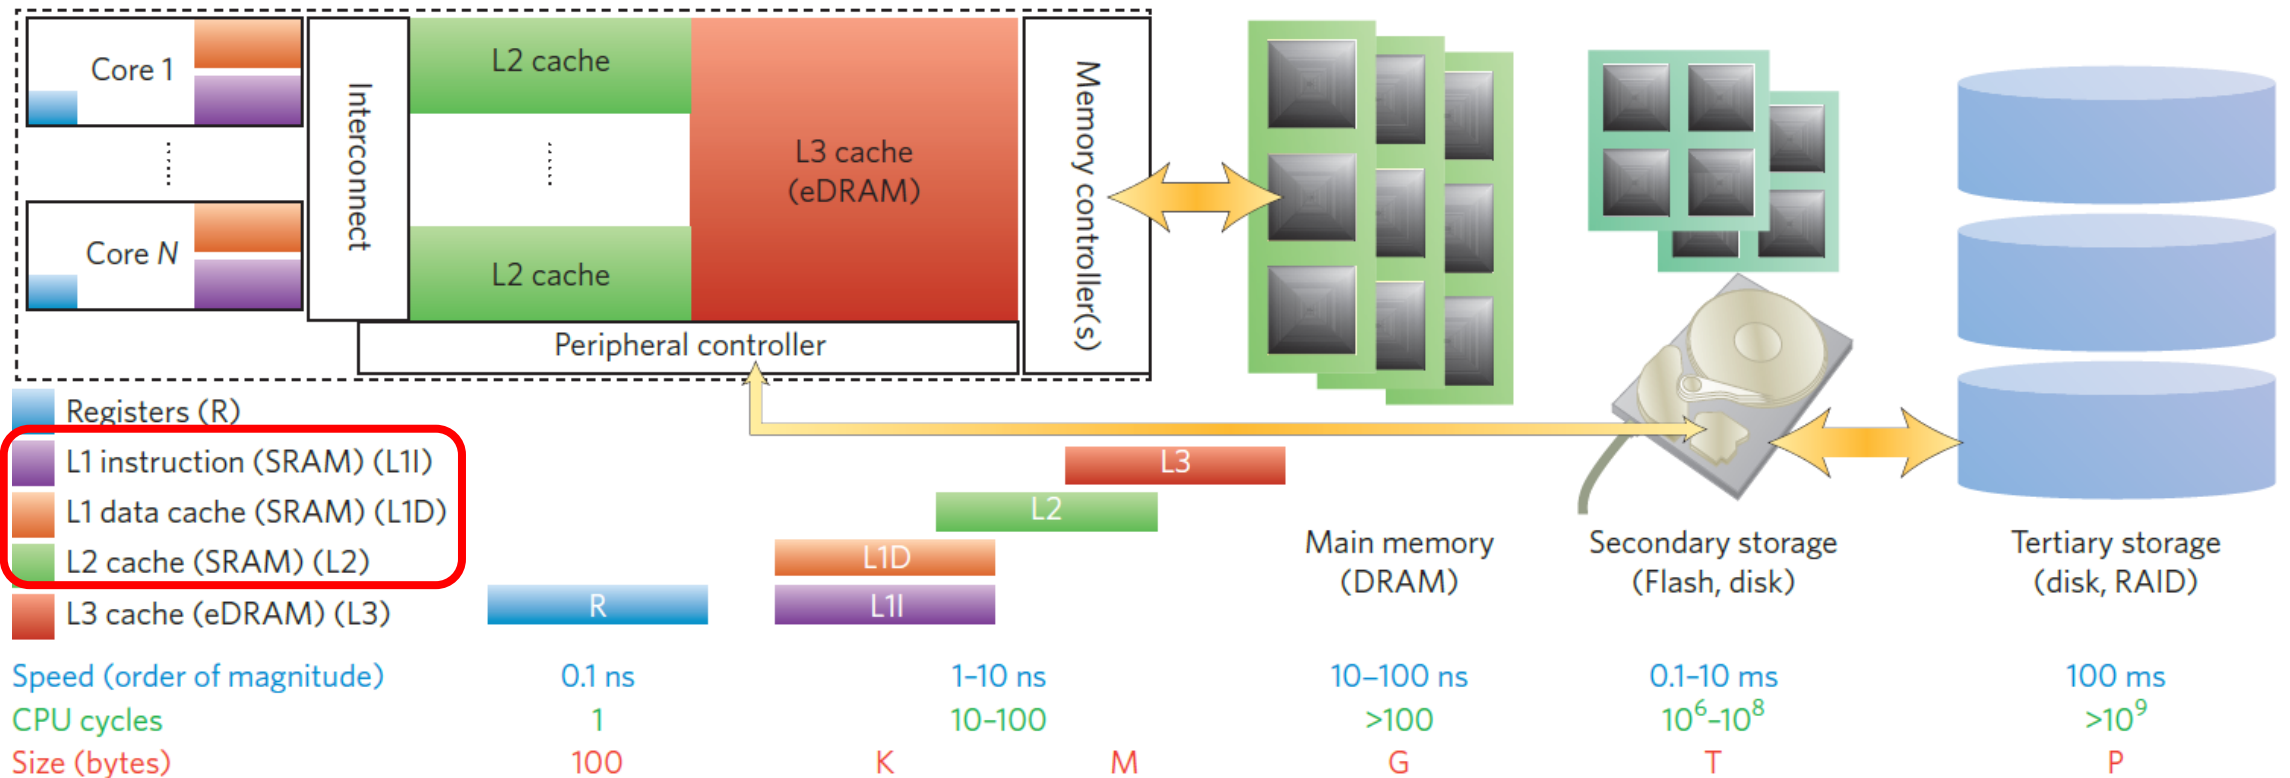 Core 1
Core N
Interconnect
L2 cache
L2 cache
L3 cache
(eDRAM)
Memory controller(s)
Peripheral controller
Registers (R)
L1 instruction (SRAM) (L1I)
L1 data cache (SRAM) (L1D)
L2 cache (SRAM) (L2)
L3 cache (eDRAM) (L3)
L3
L2
L1D
R
L1I
Main memory
(DRAM)
Secondary storage
(Flash, disk)
Tertiary storage
(disk, RAID)
Speed (order of magnitude) 0.1 ns 1–10 ns 10–100 ns 0.1–10 ms 100 ms
CPU cycles 1 10–100 >100 10⁶–10⁸ >10⁹
Size (bytes) 100 K M G T P